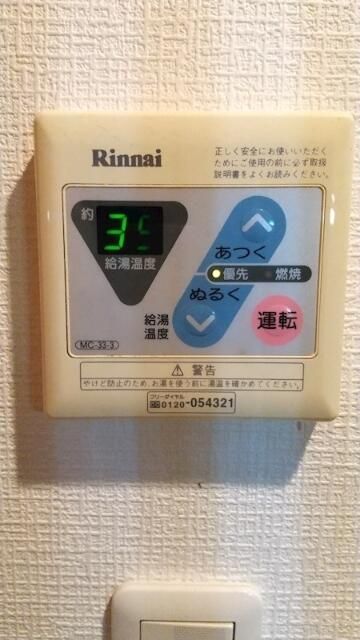 Rinnai
正しく安全にお使いいただく
ためにご使用の前に必ず取扱
説明書をよくお読みください。
約
3
給湯温度
あつく
優先 燃焼
ぬるく
給湯
温度
運転
MC-33-3
⚠ 警告
やけど防止のため、お湯を使う前に湯温を確かめてください。
フリーダイヤル
0120-054321